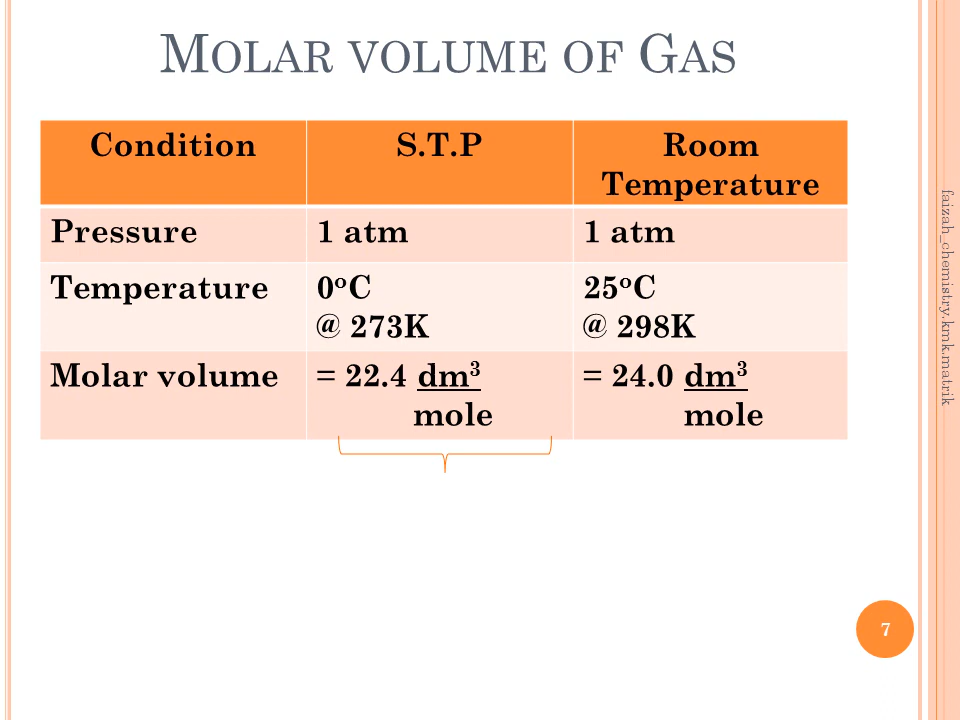 MOLAR VOLUME OF GAS
Condition S.T.P Room
Temperature
Pressure 1 atm 1 atm
Temperature 0ᵒC 25ᵒC
@ 273K @ 298K
Molar volume = 22.4 dm³ = 24.0 dm³
mole mole
faizah_chemistry.kmk.matrik
7